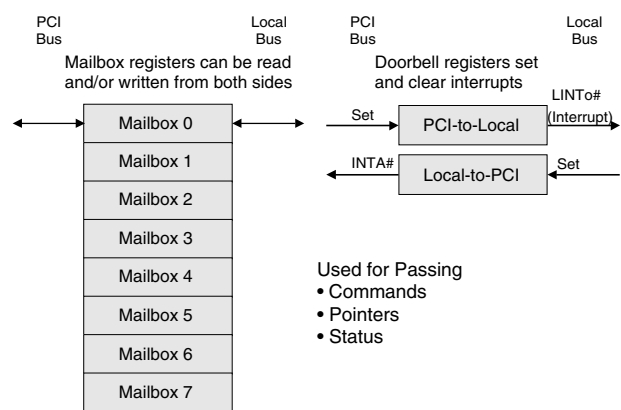 PCI
Bus
Local
Bus
Mailbox registers can be read
and/or written from both sides
Mailbox 0
Mailbox 1
Mailbox 2
Mailbox 3
Mailbox 4
Mailbox 5
Mailbox 6
Mailbox 7
PCI
Bus
Local
Bus
Doorbell registers set
and clear interrupts
Set
PCI-to-Local
LINTo#
(Interrupt)
INTA#
Local-to-PCI
Set
Used for Passing
• Commands
• Pointers
• Status